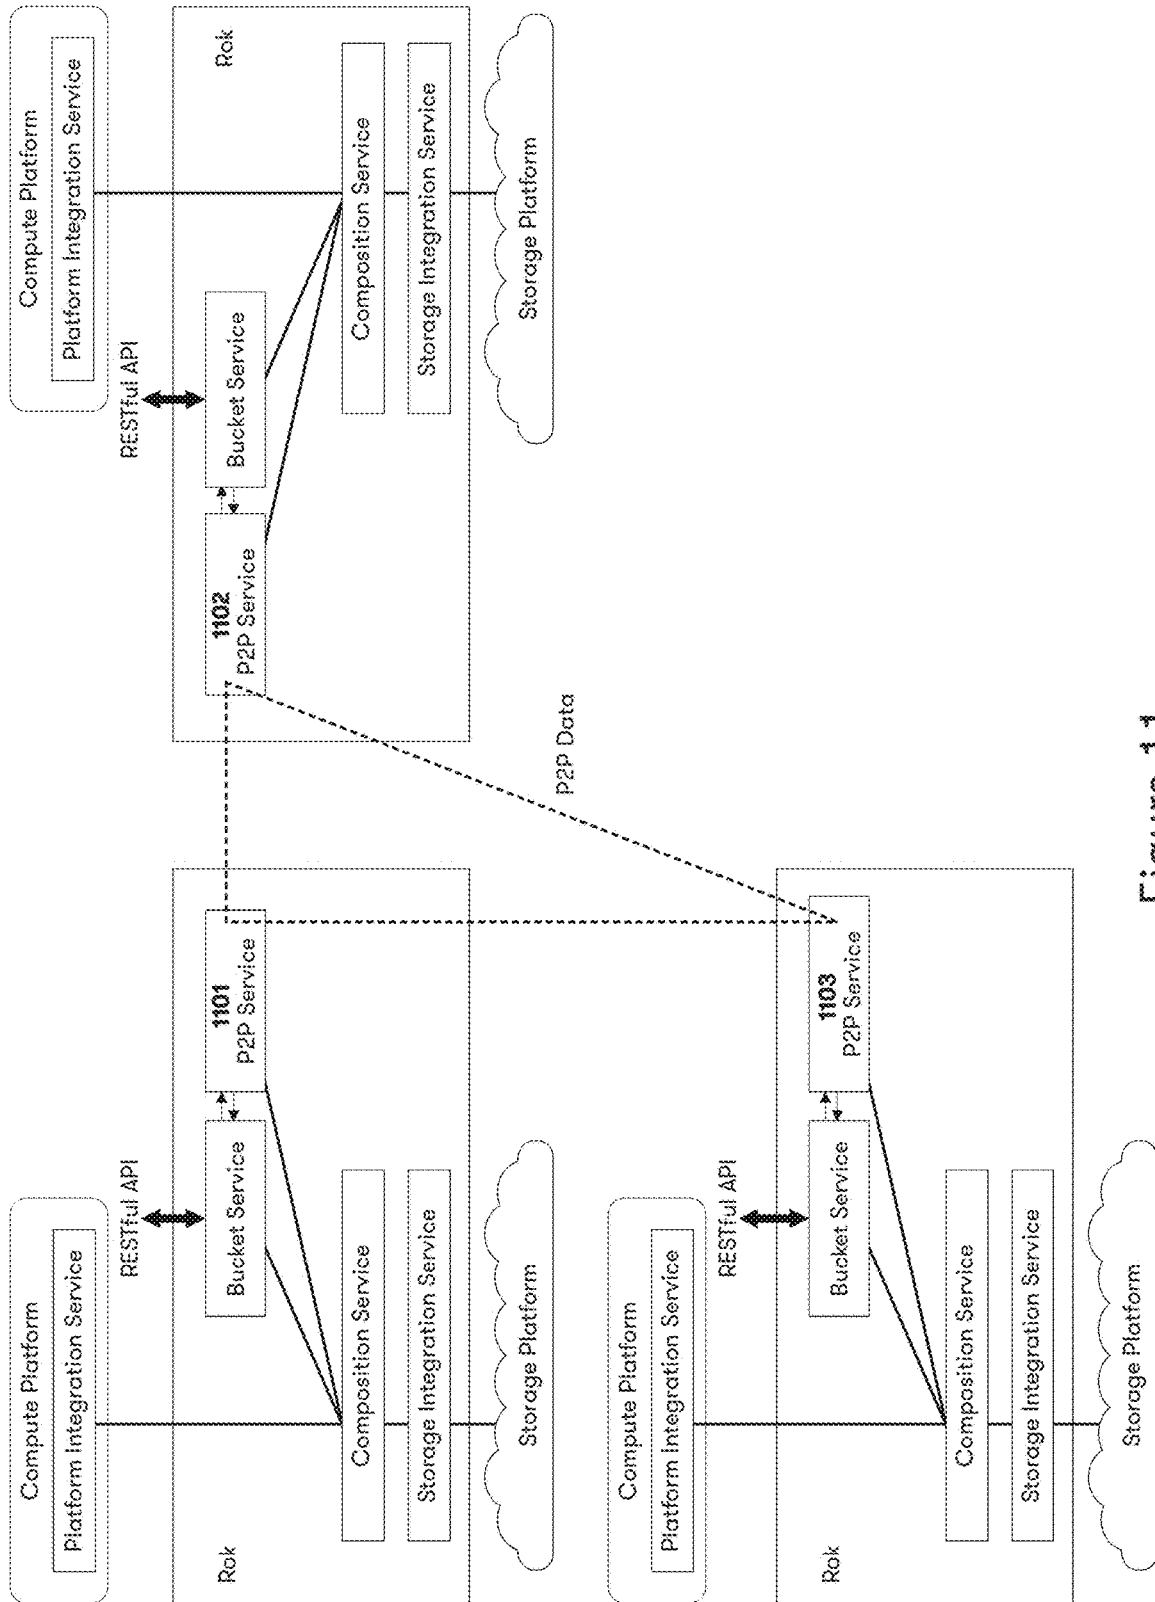 Compute Platform
Platform Integration Service
RESTful API
Rok
Bucket Service
1101
P2P Service
Composition Service
Storage Integration Service
Storage Platform
Compute Platform
Platform Integration Service
RESTful API
Rok
1102
P2P Service
Bucket Service
Composition Service
Storage Integration Service
Storage Platform
P2P Data
Compute Platform
Platform Integration Service
RESTful API
Rok
Bucket Service
1103
P2P Service
Composition Service
Storage Integration Service
Storage Platform
Figure 11